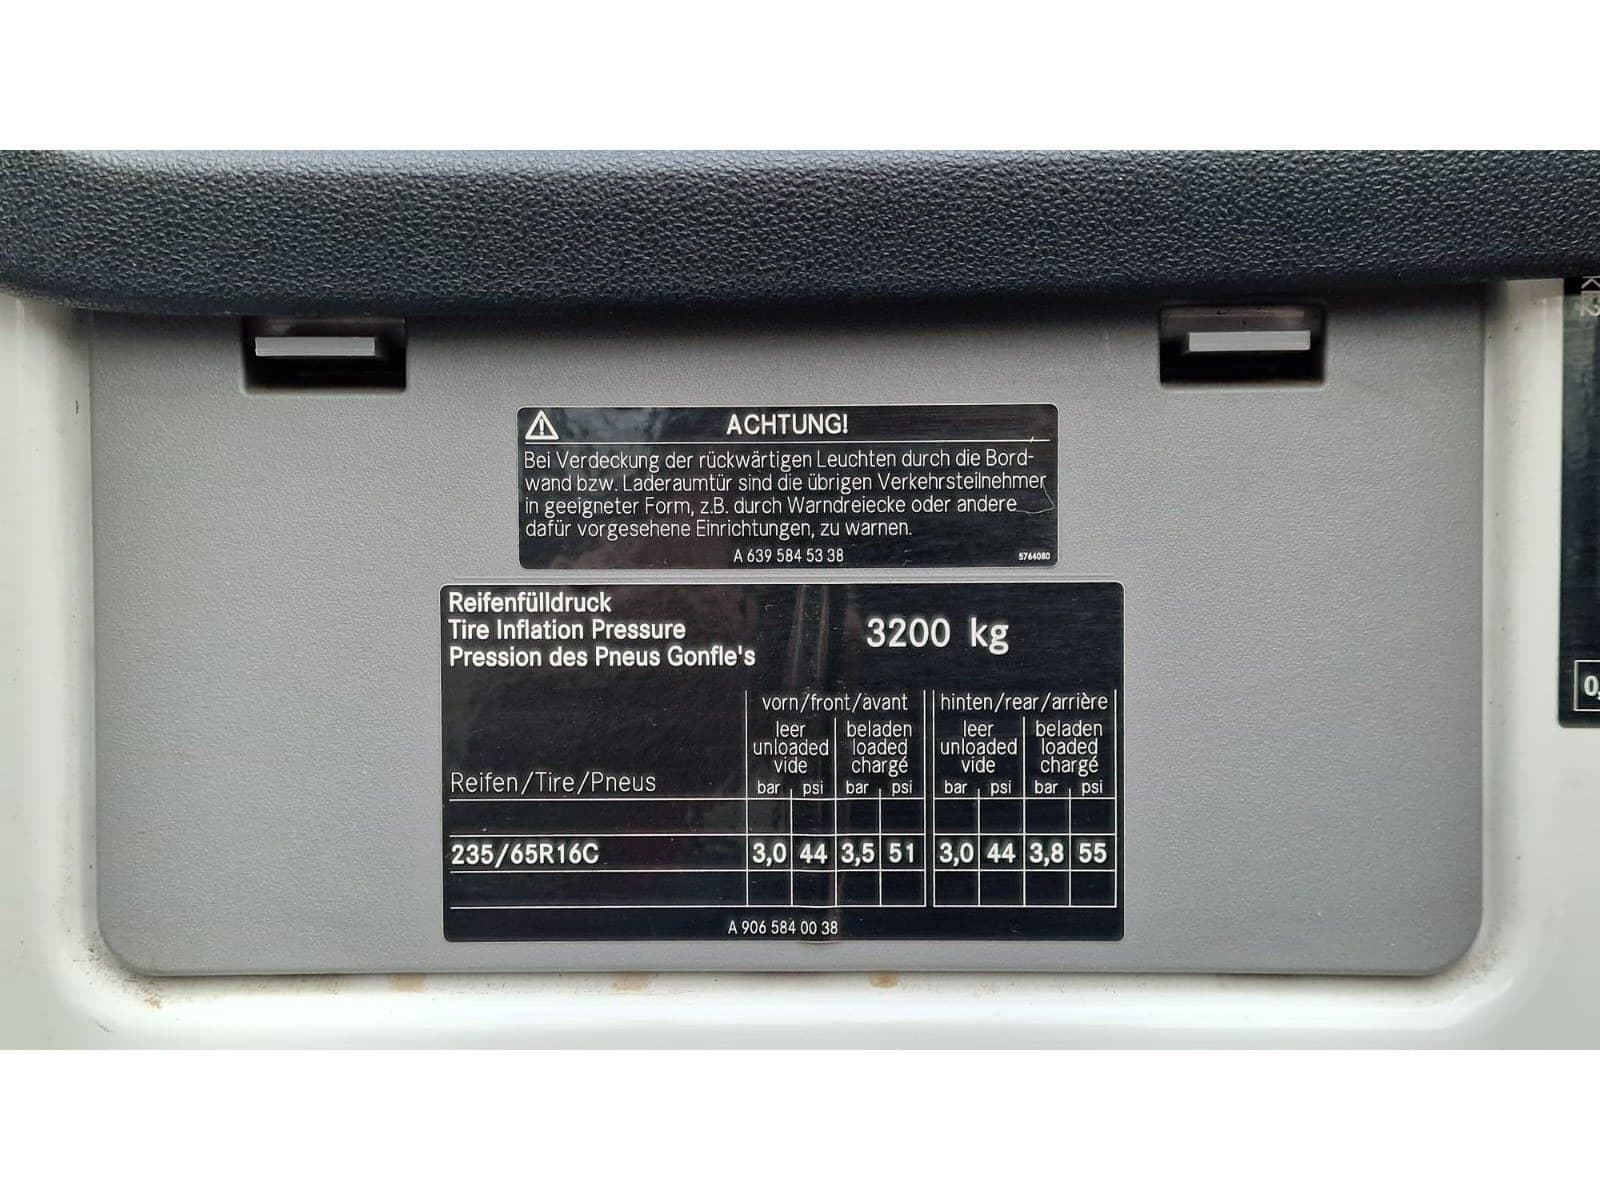 ACHTUNG!
Bei Verdeckung der rückwärtigen Leuchten durch die Bord-
wand bzw. Laderaumtür sind die übrigen Verkehrsteilnehmer
in geeigneter Form, z.B. durch Warndreiecke oder andere
dafür vorgesehene Einrichtungen, zu warnen.
A 639 584 53 38 5764080
Reifenfülldruck
Tire Inflation Pressure
Pression des Pneus Gonfle's
3200 kg
vorn/front/avant hinten/rear/arrière
leer beladen leer beladen
unloaded loaded unloaded loaded
vide chargé vide chargé
Reifen/Tire/Pneus bar psi bar psi bar psi bar psi
235/65R16C 3,0 44 3,5 51 3,0 44 3,8 55
A 906 584 00 38
0,